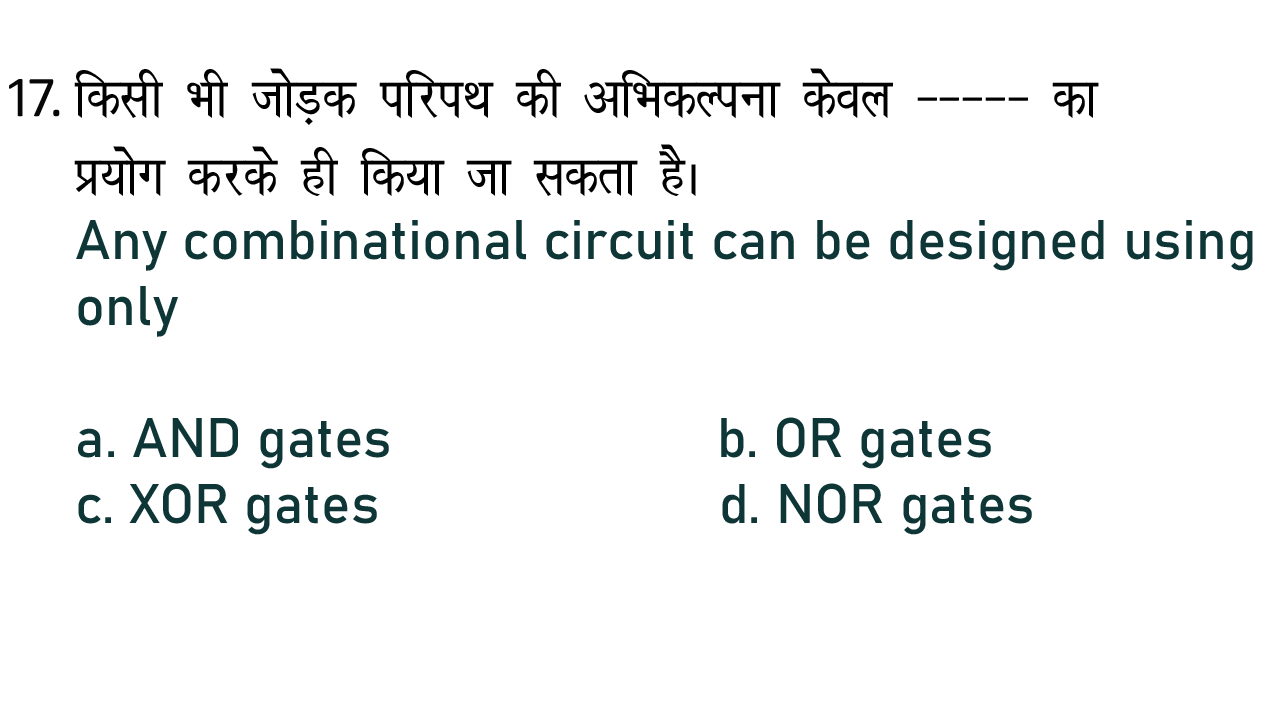 17. किसी भी जोड़क परिपथ की अभिकल्पना केवल ----- का
प्रयोग करके ही किया जा सकता है।
Any combinational circuit can be designed using
only
a. AND gates b. OR gates
c. XOR gates d. NOR gates